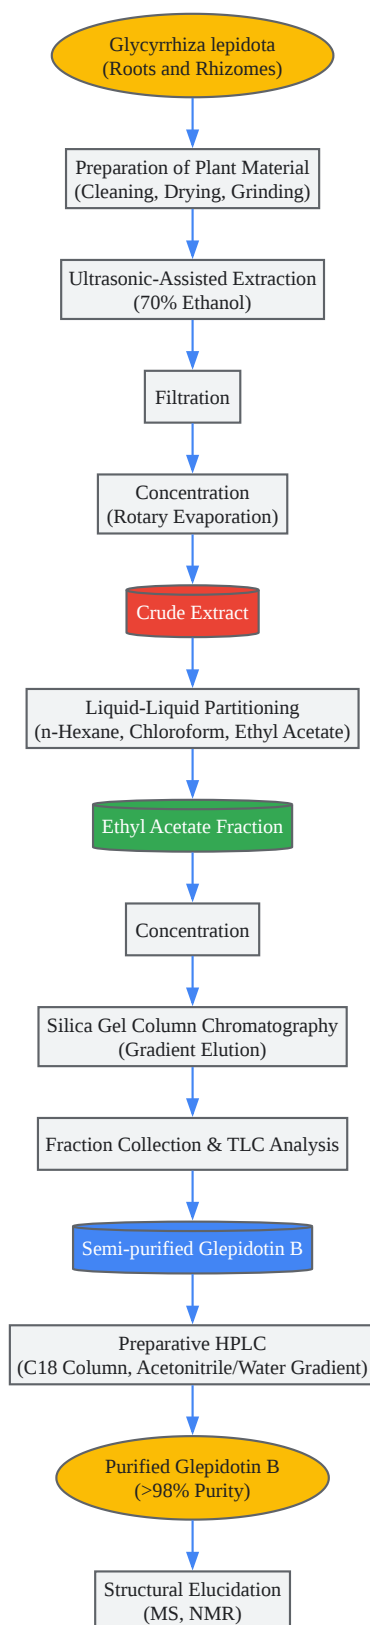 Glycyrrhiza lepidota
(Roots and Rhizomes)
Preparation of Plant Material
(Cleaning, Drying, Grinding)
Ultrasonic-Assisted Extraction
(70% Ethanol)
Filtration
Concentration
(Rotary Evaporation)
Crude Extract
Liquid-Liquid Partitioning
(n-Hexane, Chloroform, Ethyl Acetate)
Ethyl Acetate Fraction
Concentration
Silica Gel Column Chromatography
(Gradient Elution)
Fraction Collection & TLC Analysis
Semi-purified Glepidotin B
Preparative HPLC
(C18 Column, Acetonitrile/Water Gradient)
Purified Glepidotin B
(>98% Purity)
Structural Elucidation
(MS, NMR)